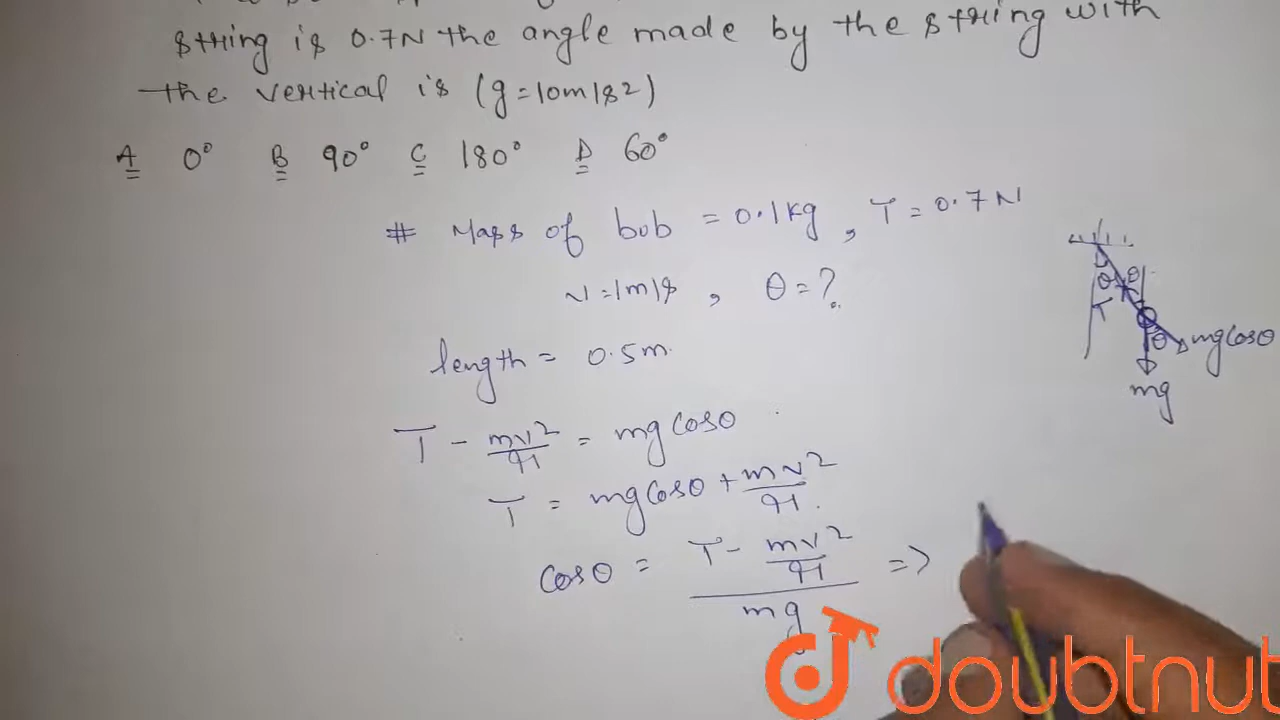 string is 0.7N the angle made by the string with
the vertical is (g=10m/s2)
A 0° B 90° C 180° D 60°
# Mass of bob = 0.1kg, T = 0.7N
v=1m/s, θ=?
length = 0.5m.
T - mv²/r = mg cosθ
T = mg cosθ + mv²/r.
cosθ = (T - mv²/r)/mg =>
θ θ
T
θ mg cosθ
mg
doubtnut